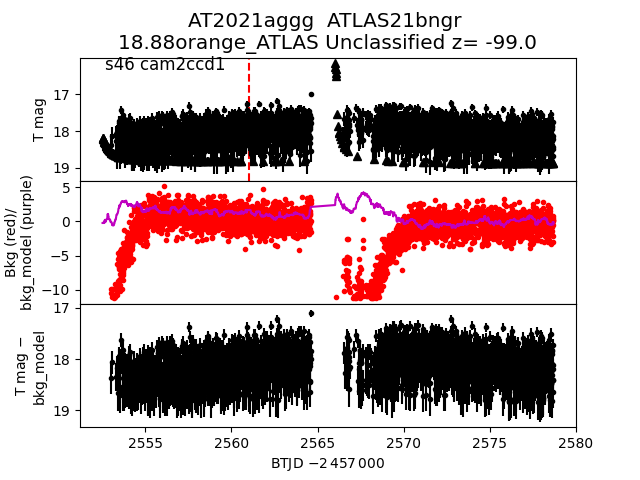 AT2021aggg  ATLAS21bngr
18.88orange_ATLAS Unclassified z= -99.0
s46 cam2ccd1
T mag
17
18
19
Bkg (red)/
bkg_model (purple)
5
0
−5
−10
T mag −
bkg_model
17
18
19
2555
2560
2565
2570
2575
2580
BTJD −2 457 000